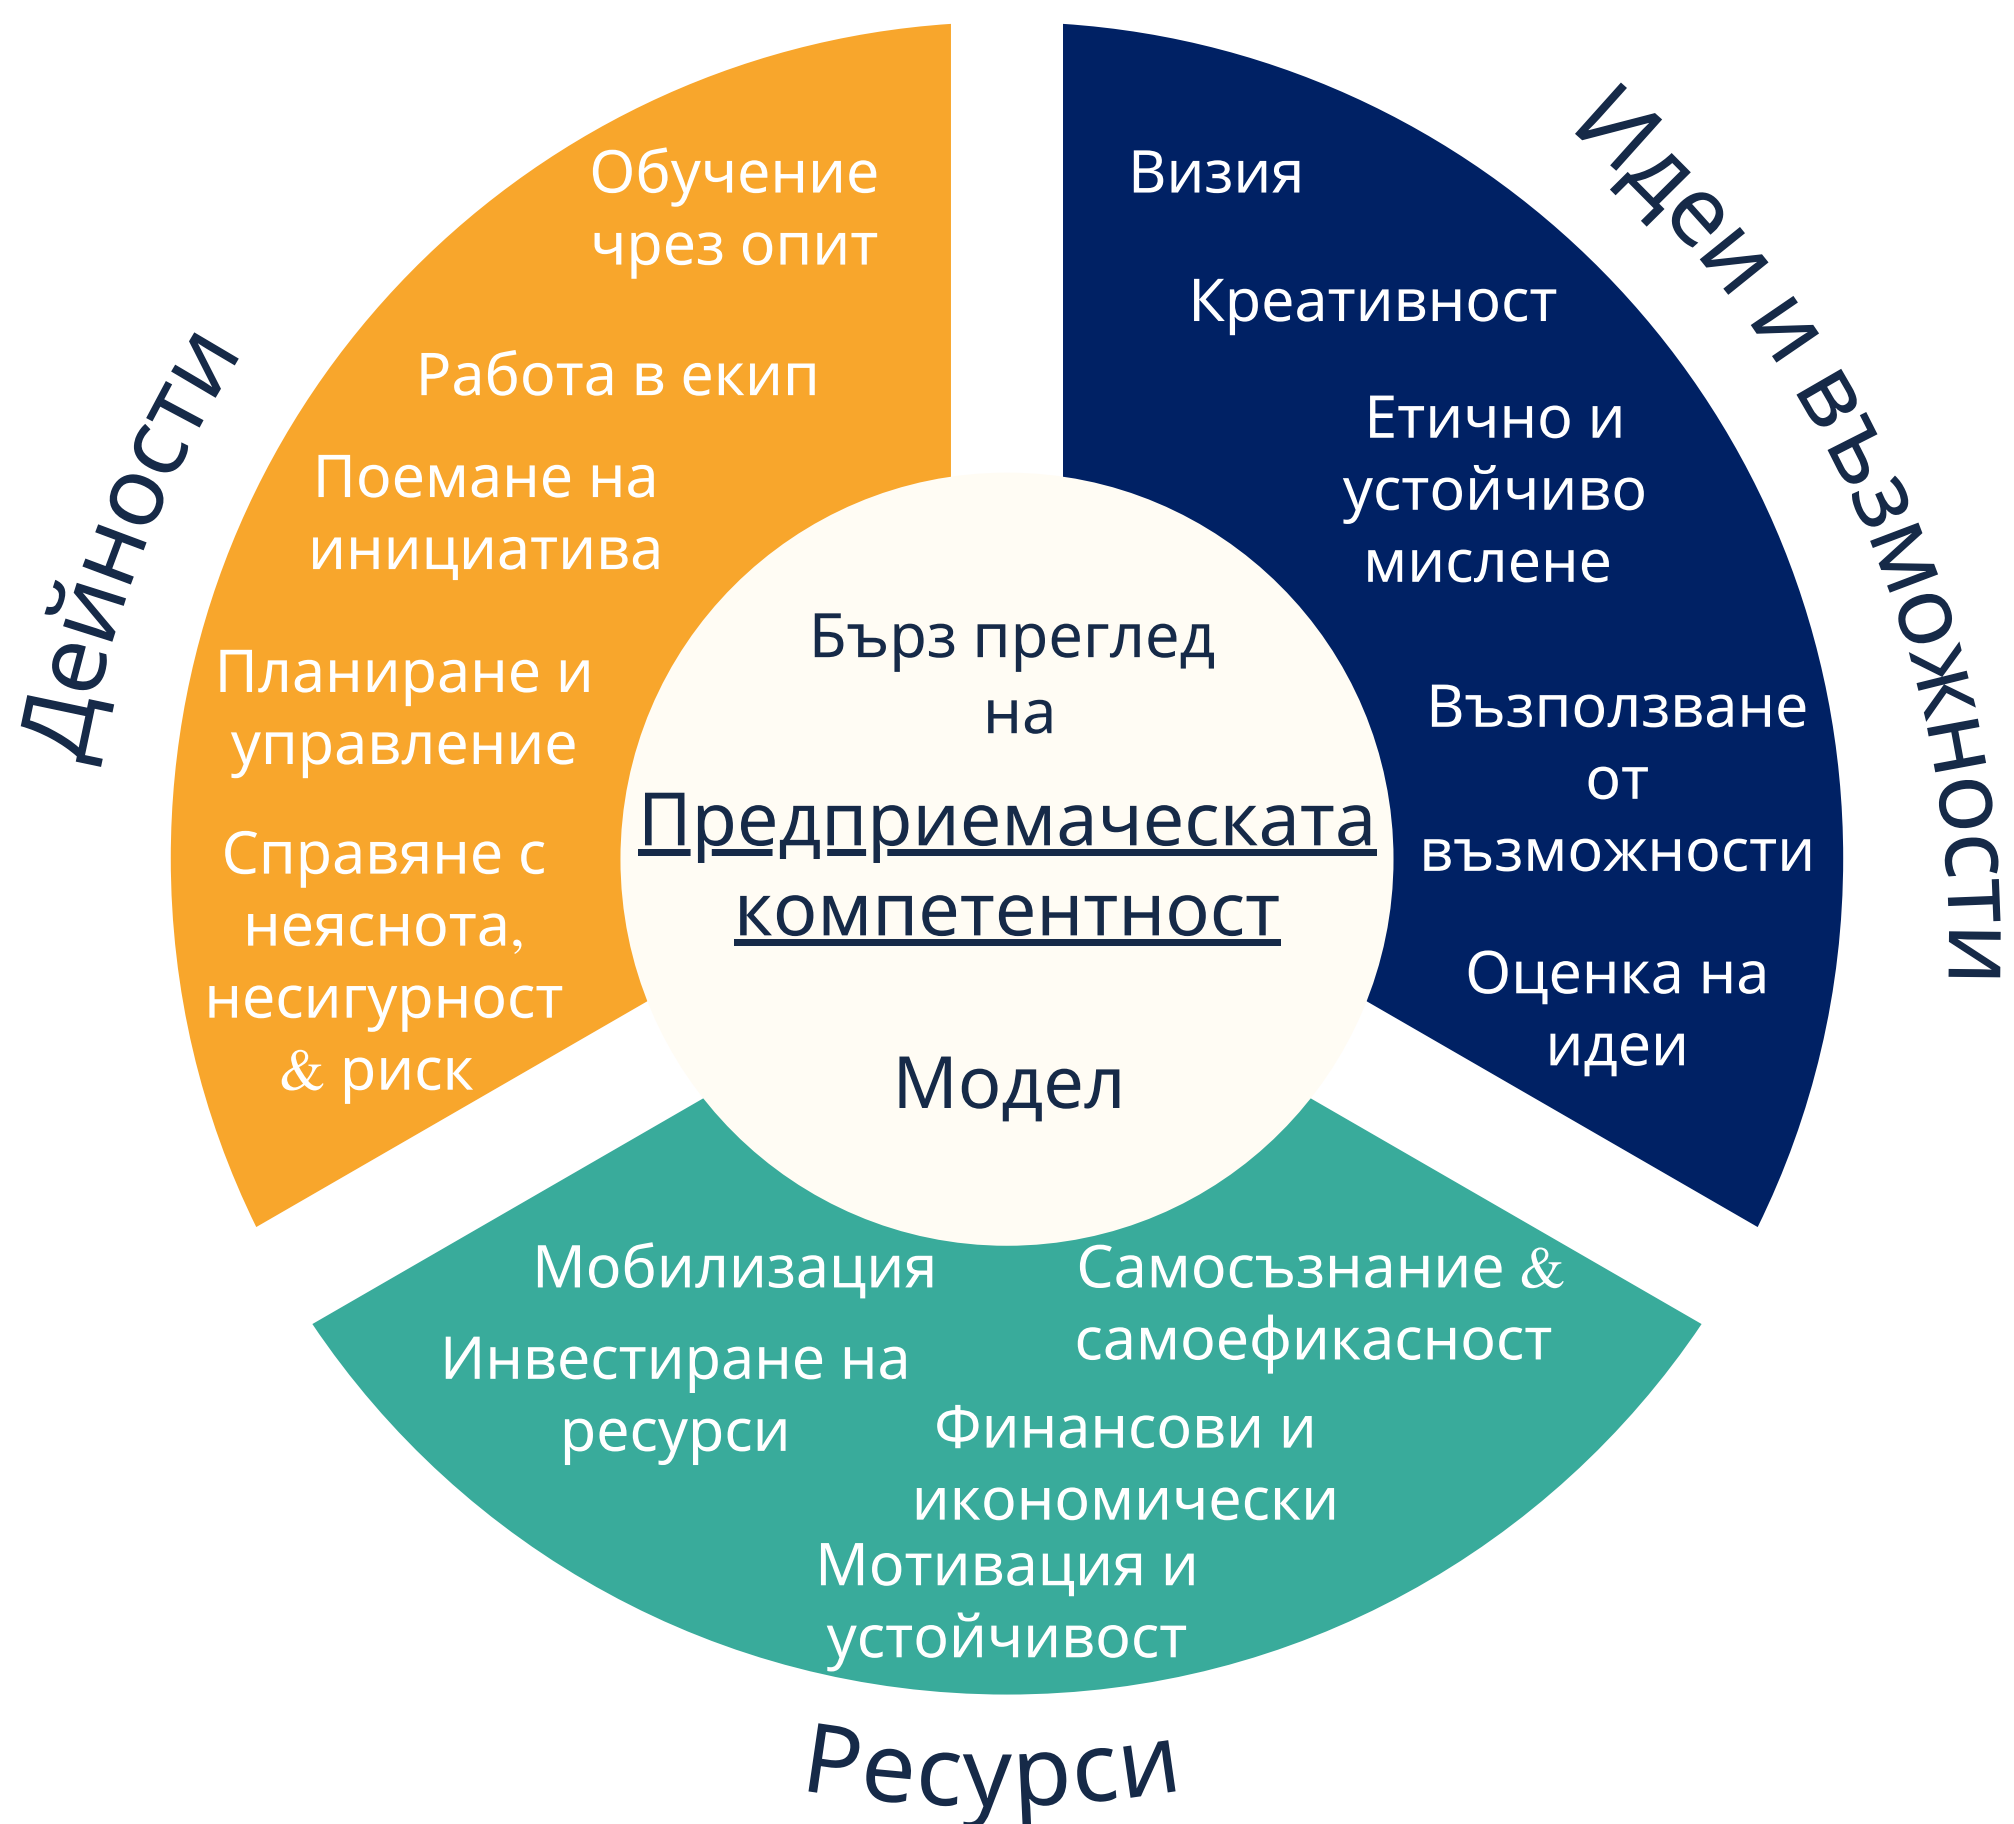 Дейности
Обучение
чрез опит
Работа в екип
Поемане на
инициатива
Планиране и
управление
Справяне с
неяснота,
несигурност
& риск
Идеи и възможности
Визия
Креативност
Етично и
устойчиво
мислене
Възползване
от
възможности
Оценка на
идеи
Бърз преглед
на
Предприемаческата
компетентност
Модел
Мобилизация
Инвестиране на
ресурси
Самосъзнание &
самоефикасност
Финансови и
икономически
Мотивация и
устойчивост
Ресурси